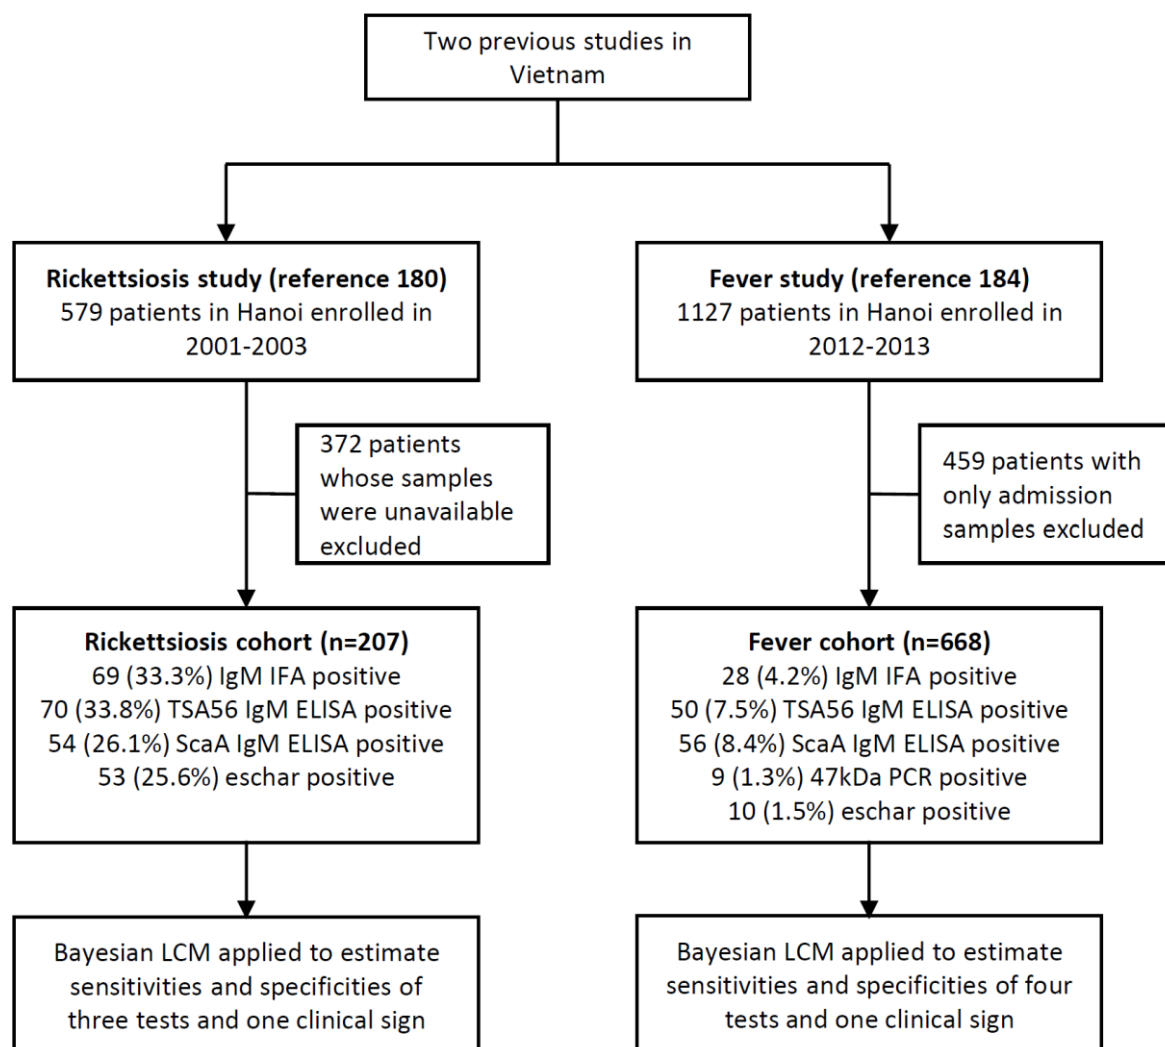 Two previous studies in
Vietnam
Rickettsiosis study (reference 180)
579 patients in Hanoi enrolled in
2001-2003
Fever study (reference 184)
1127 patients in Hanoi enrolled in
2012-2013
372 patients
whose samples
were unavailable
excluded
459 patients with
only admission
samples excluded
Rickettsiosis cohort (n=207)
69 (33.3%) IgM IFA positive
70 (33.8%) TSA56 IgM ELISA positive
54 (26.1%) ScaA IgM ELISA positive
53 (25.6%) eschar positive
Fever cohort (n=668)
28 (4.2%) IgM IFA positive
50 (7.5%) TSA56 IgM ELISA positive
56 (8.4%) ScaA IgM ELISA positive
9 (1.3%) 47kDa PCR positive
10 (1.5%) eschar positive
Bayesian LCM applied to estimate
sensitivities and specificities of
three tests and one clinical sign
Bayesian LCM applied to estimate
sensitivities and specificities of four
tests and one clinical sign